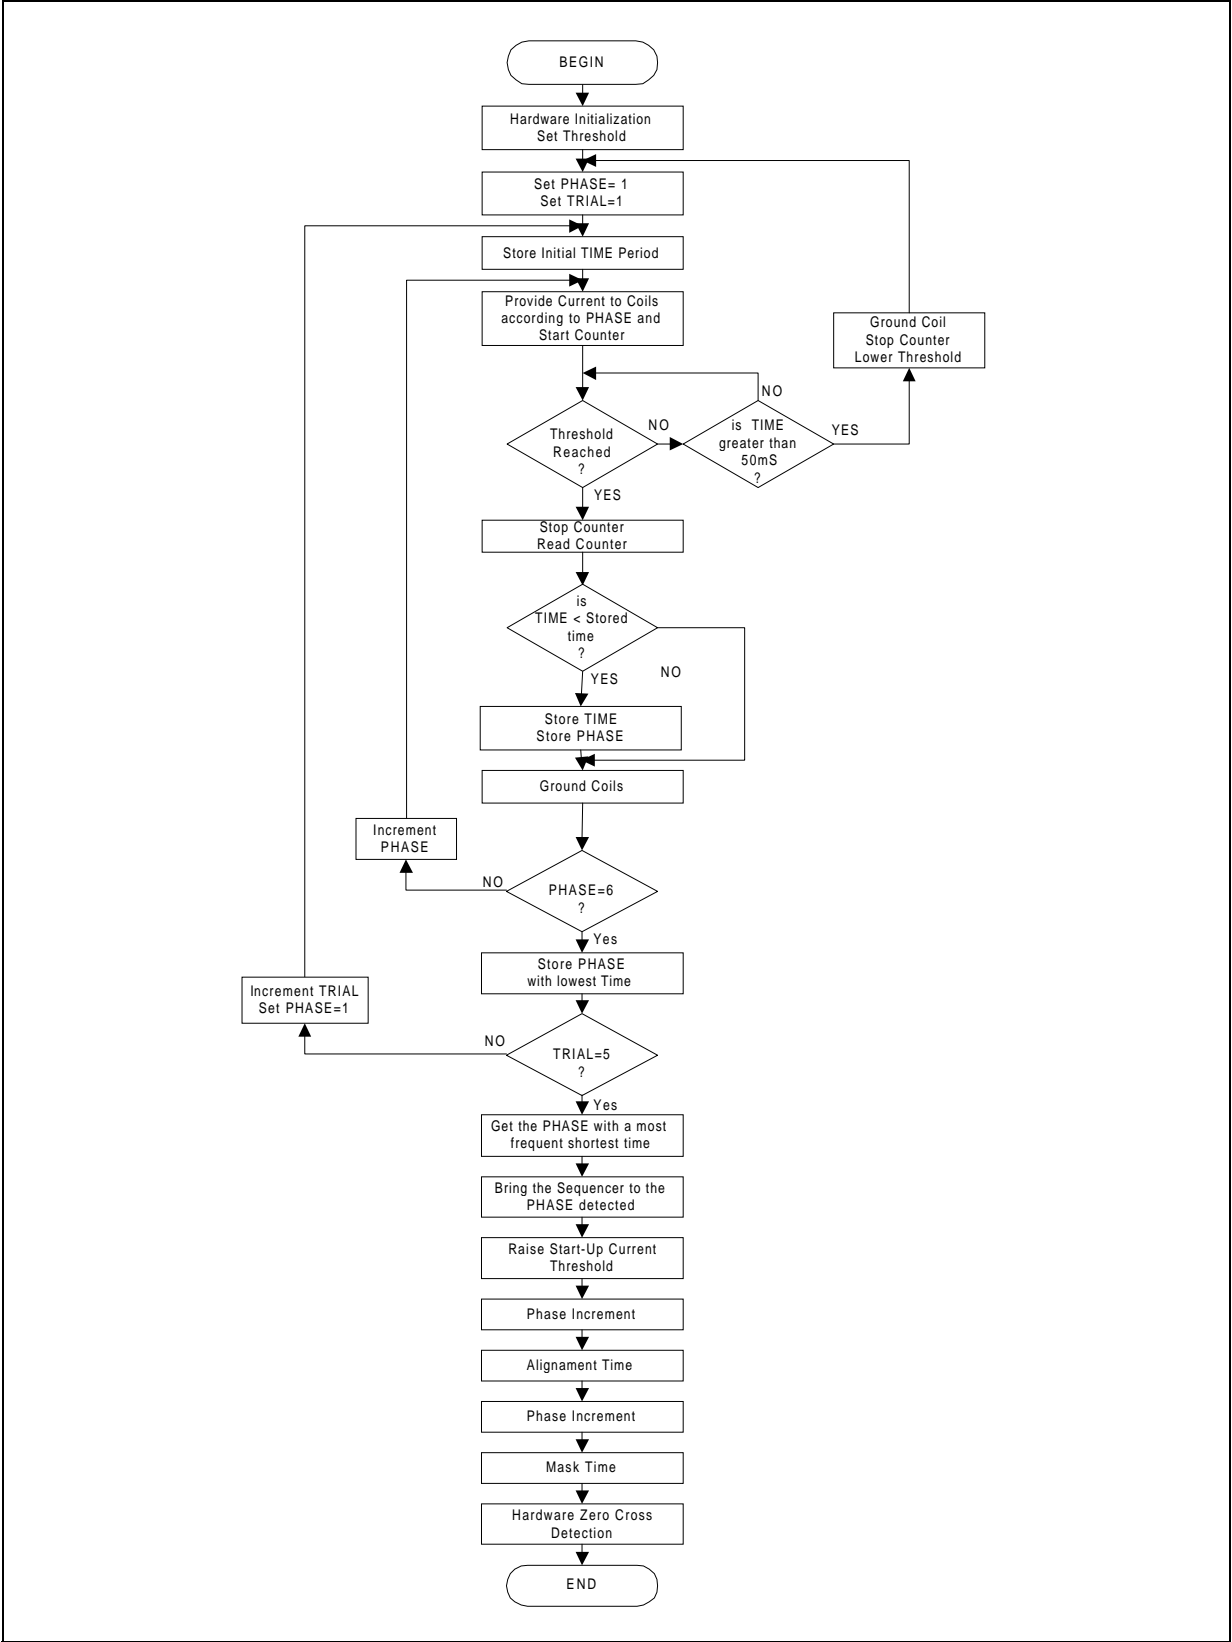 BEGIN
Hardware Initialization
Set Threshold
Set PHASE= 1
Set TRIAL=1
Store Initial TIME Period
Provide Current to Coils
according to PHASE and
Start Counter
Ground Coil
Stop Counter
Lower Threshold
NO
Threshold
Reached
?
NO
is TIME
greater than
50mS
?
YES
YES
Stop Counter
Read Counter
is
TIME < Stored
time
?
NO
YES
Store TIME
Store PHASE
Ground Coils
Increment
PHASE
NO
PHASE=6
?
Yes
Store PHASE
with lowest Time
Increment TRIAL
Set PHASE=1
NO
TRIAL=5
?
Yes
Get the PHASE with a most
frequent shortest time
Bring the Sequencer to the
PHASE detected
Raise Start-Up Current
Threshold
Phase Increment
Alignament Time
Phase Increment
Mask Time
Hardware Zero Cross
Detection
END